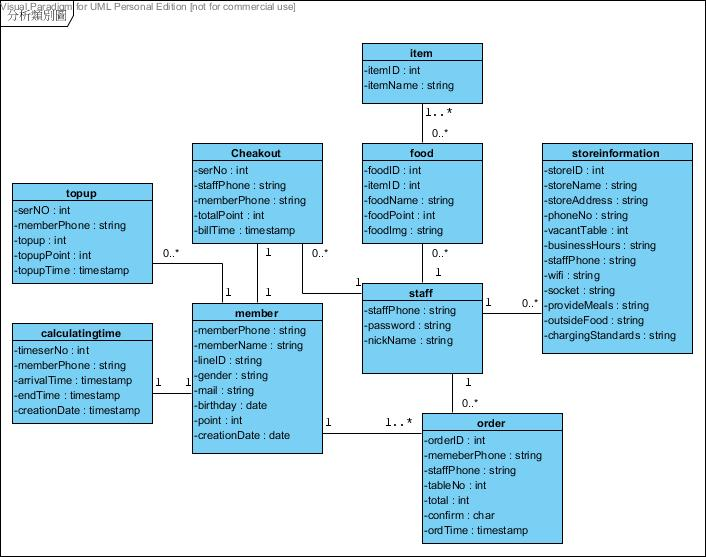 Visual Paradigm for UML Personal Edition [not for commercial use]
分析類別圖
item
-itemID : int
-itemName : string
1..*
0..*
Cheakout
-serNo : int
-staffPhone : string
-memberPhone : string
-totalPoint : int
-billTime : timestamp
food
-foodID : int
-itemID : int
-foodName : string
-foodPoint : int
-foodImg : string
storeinformation
-storeID : int
-storeName : string
-storeAddress : string
-phoneNo : string
-vacantTable : int
-businessHours : string
-staffPhone : string
-wifi : string
-socket : string
-provideMeals : string
-outsideFood : string
-chargingStandards : string
topup
-serNO : int
-memberPhone : string
-topup : int
-topupPoint : int
-topupTime : timestamp
0..*
1
1
1
0..*
1
0..*
1
staff
-staffPhone : string
-password : string
-nickName : string
1
0..*
member
-memberPhone : string
-memberName : string
-lineID : string
-gender : string
-mail : string
-birthday : date
-point : int
-creationDate : date
calculatingtime
-timeserNo : int
-memberPhone : string
-arrivalTime : timestamp
-endTime : timestamp
-creationDate : timestamp
1
1
1
0..*
1
1..*
order
-orderID : int
-memeberPhone : string
-staffPhone : string
-tableNo : int
-total : int
-confirm : char
-ordTime : timestamp